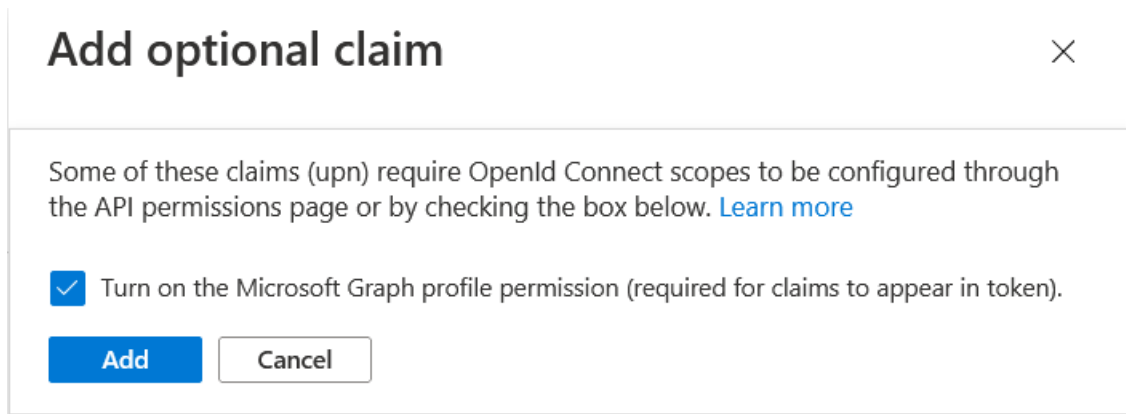 Add optional claim
Some of these claims (upn) require OpenId Connect scopes to be configured through
the API permissions page or by checking the box below. Learn more
Turn on the Microsoft Graph profile permission (required for claims to appear in token).
Add
Cancel